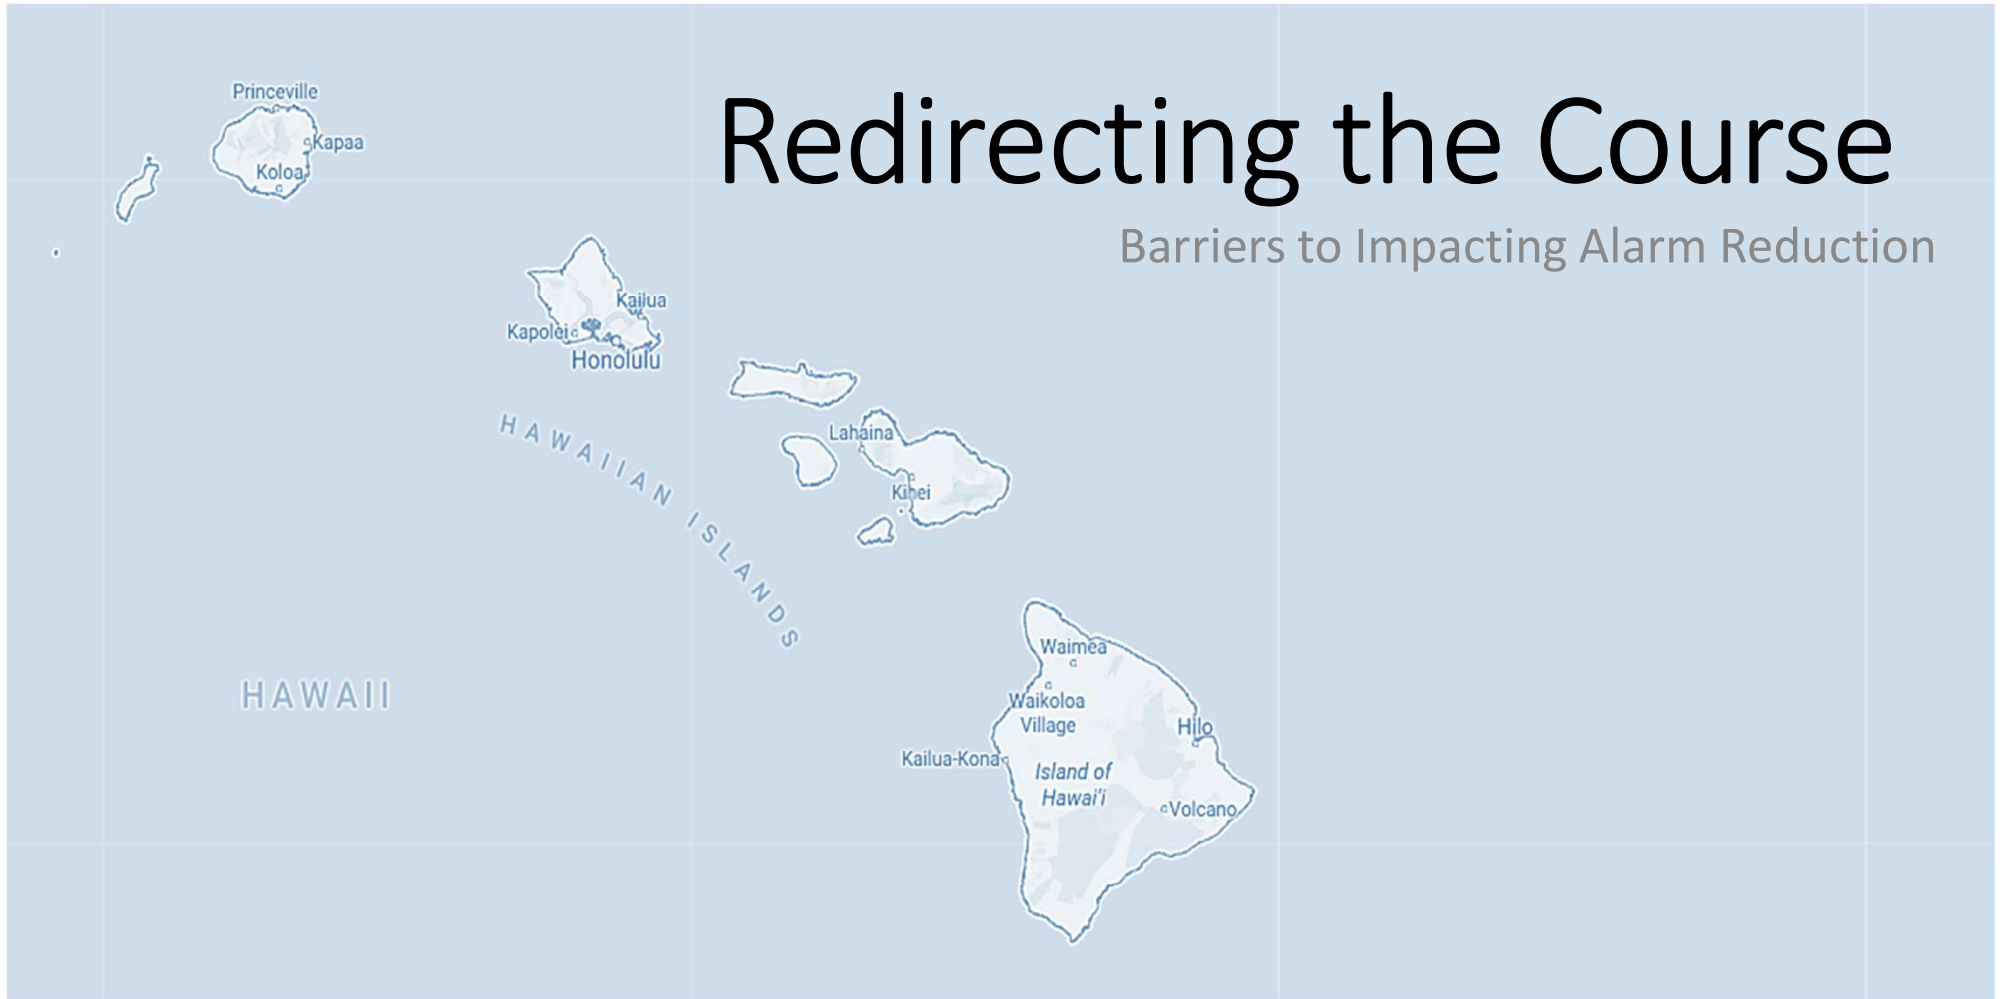 Redirecting the Course
Barriers to Impacting Alarm Reduction
Princeville
Kapaa
Koloa
Kailua
Kapolei
Honolulu
HAWAIIAN ISLANDS
Lahaina
Kihei
HAWAII
Waimea
Waikoloa
Village
Hilo
Kailua-Kona
Island of
Hawai'i
Volcano